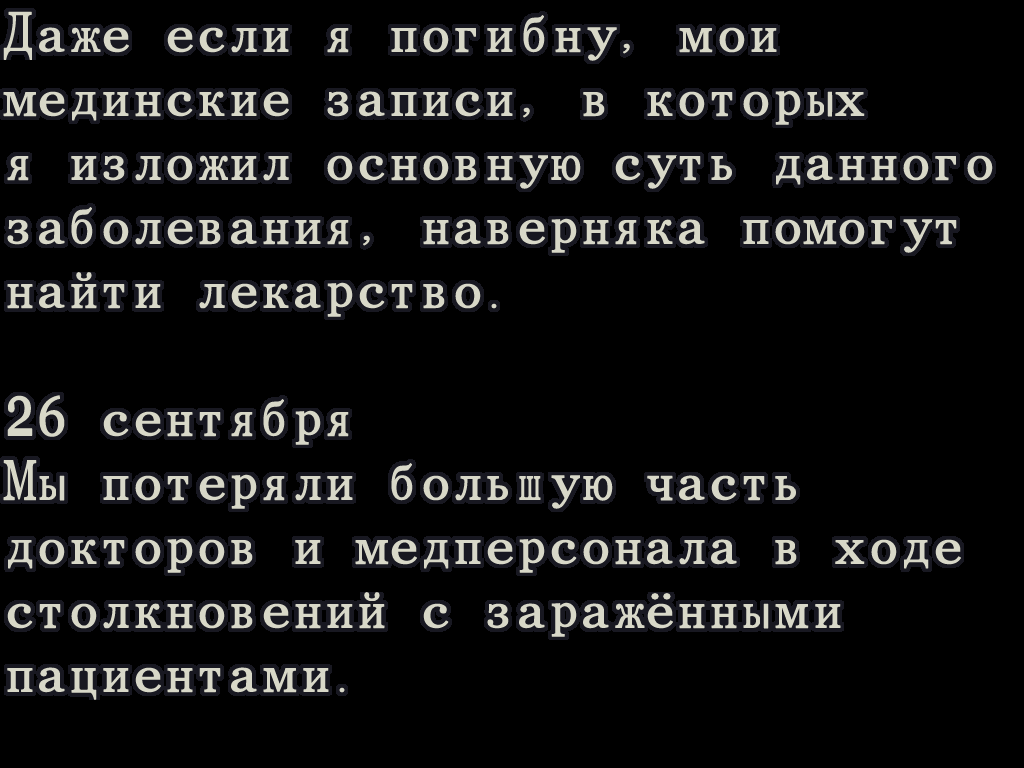 Даже если я погибну, мои
мединские записи, в которых
я изложил основную суть данного
заболевания, наверняка помогут
найти лекарство.
26 сентября
Мы потеряли большую часть
докторов и медперсонала в ходе
столкновений с заражёнными
пациентами.